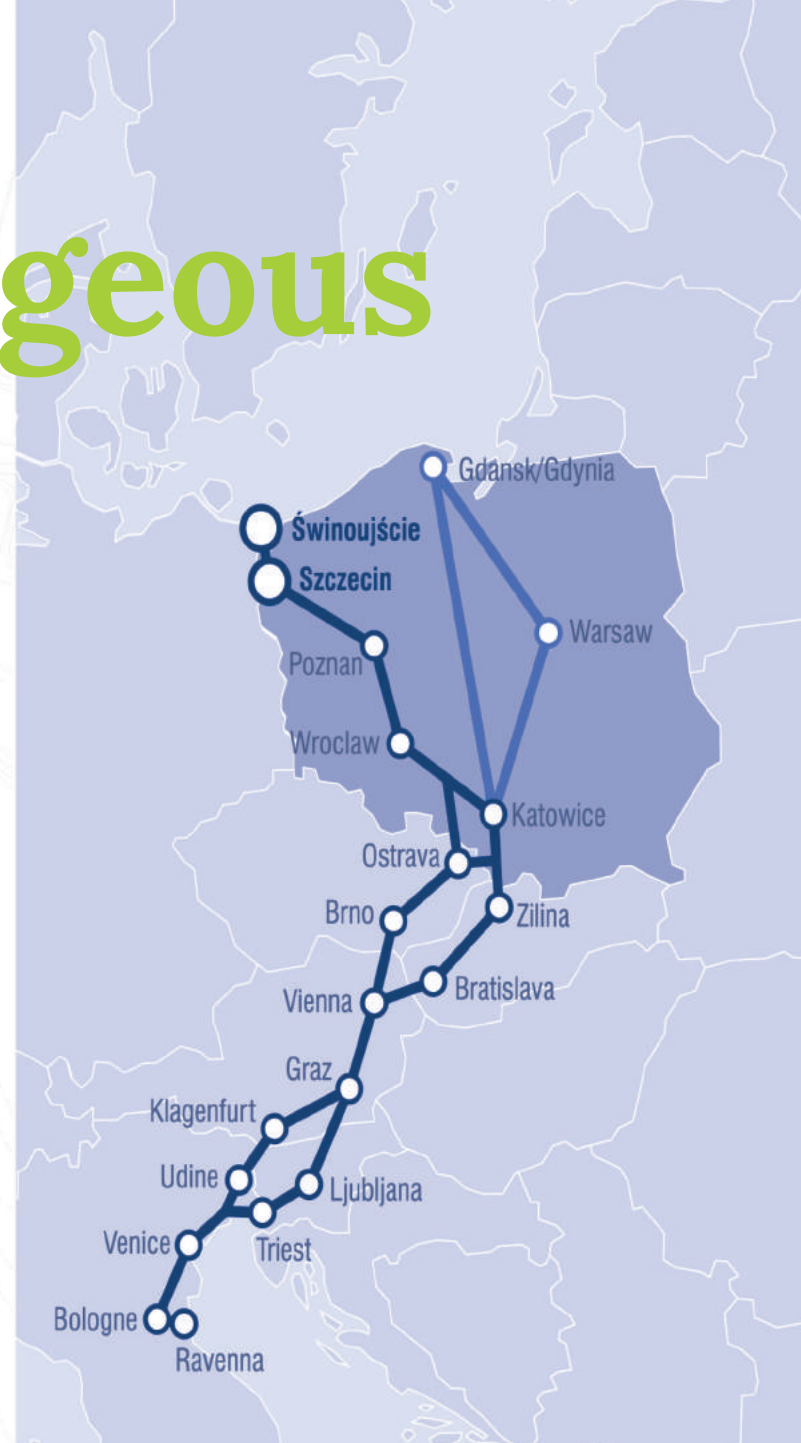 geous
Gdansk/Gdynia
Świnoujście
Szczecin
Warsaw
Poznan
Wroclaw
Katowice
Ostrava
Brno
Zilina
Bratislava
Vienna
Graz
Klagenfurt
Udine
Ljubljana
Venice
Triest
Bologne
Ravenna